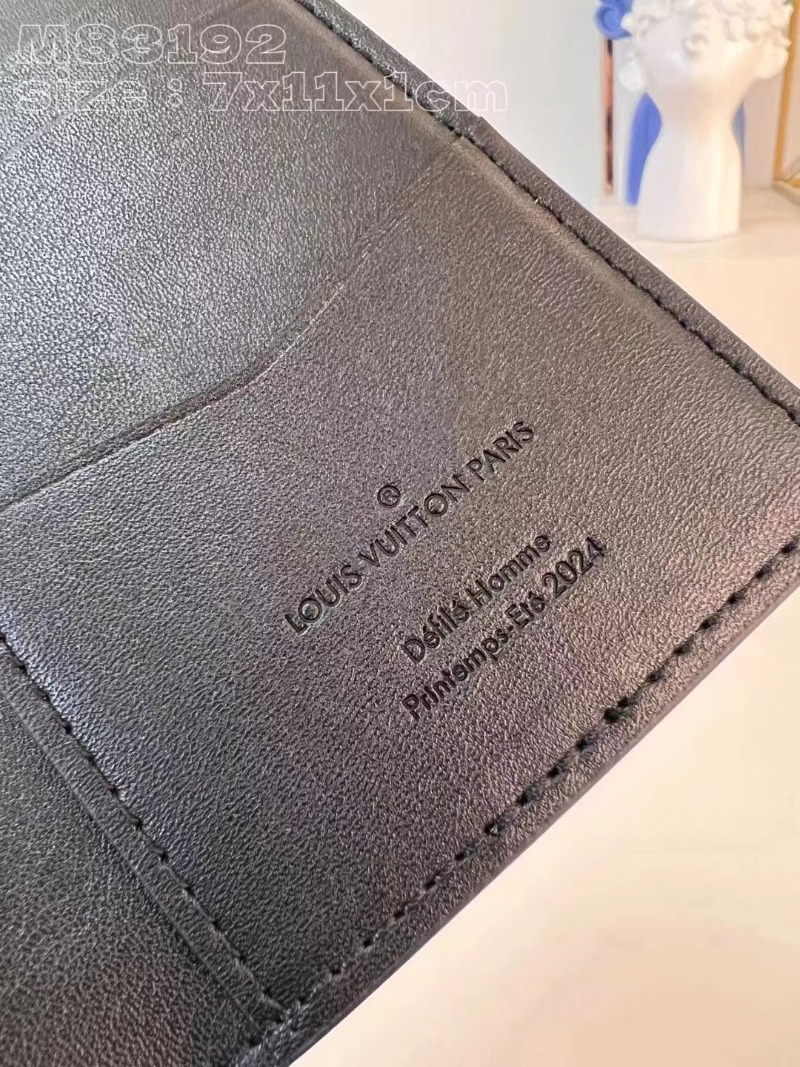 M83192
size : 7x11x1cm
®
LOUIS VUITTON PARIS
Défilé Homme
Printemps-Eté 2024